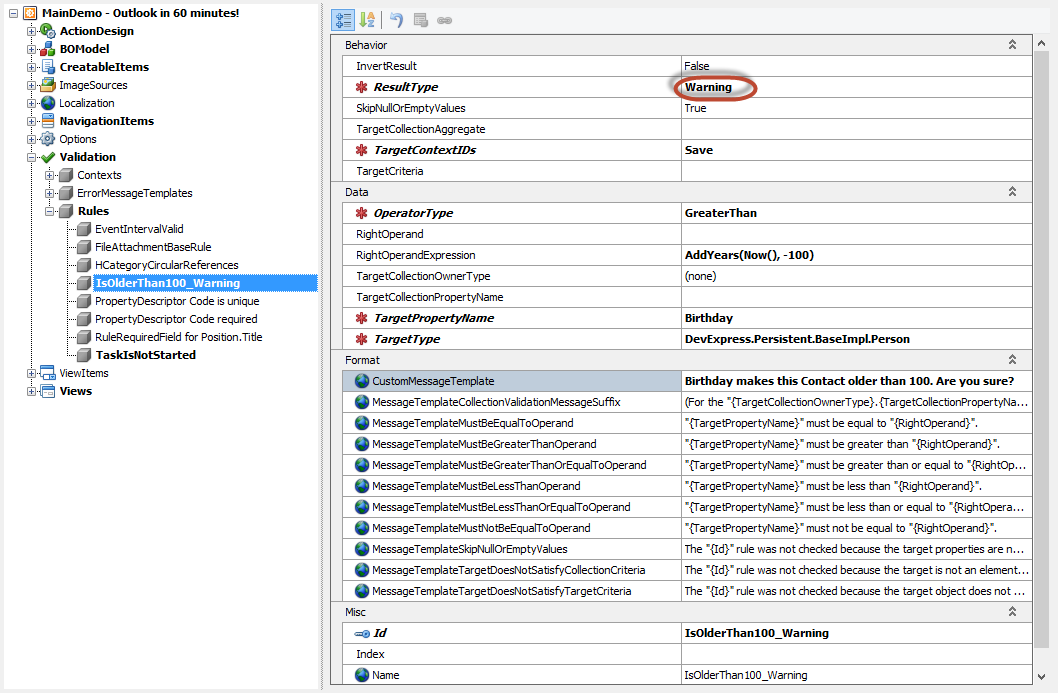 MainDemo - Outlook in 60 minutes!
ActionDesign
BOModel
CreatableItems
ImageSources
Localization
NavigationItems
Options
Validation
Contexts
ErrorMessageTemplates
Rules
EventIntervalValid
FileAttachmentBaseRule
HCategoryCircularReferences
IsOlderThan100_Warning
PropertyDescriptor Code is unique
PropertyDescriptor Code required
RuleRequiredField for Position.Title
TaskIsNotStarted
ViewItems
Views
Behavior
InvertResult False
ResultType Warning
SkipNullOrEmptyValues True
TargetCollectionAggregate
TargetContextIDs Save
TargetCriteria
Data
OperatorType GreaterThan
RightOperand
RightOperandExpression AddYears(Now(), -100)
TargetCollectionOwnerType (none)
TargetCollectionPropertyName
TargetPropertyName Birthday
TargetType DevExpress.Persistent.BaseImpl.Person
Format
CustomMessageTemplate Birthday makes this Contact older than 100. Are you sure?
MessageTemplateCollectionValidationMessageSuffix (For the "{TargetCollectionOwnerType}.{TargetCollectionPropertyNa...
MessageTemplateMustBeEqualToOperand "{TargetPropertyName}" must be equal to "{RightOperand}".
MessageTemplateMustBeGreaterThanOperand "{TargetPropertyName}" must be greater than "{RightOperand}".
MessageTemplateMustBeGreaterThanOrEqualToOperand "{TargetPropertyName}" must be greater than or equal to "{RightOp...
MessageTemplateMustBeLessThanOperand "{TargetPropertyName}" must be less than "{RightOperand}".
MessageTemplateMustBeLessThanOrEqualToOperand "{TargetPropertyName}" must be less than or equal to "{RightOpera...
MessageTemplateMustNotBeEqualToOperand "{TargetPropertyName}" must not be equal to "{RightOperand}".
MessageTemplateSkipNullOrEmptyValues The "{Id}" rule was not checked because the target properties are n...
MessageTemplateTargetDoesNotSatisfyCollectionCriteria The "{Id}" rule was not checked because the target is not an element...
MessageTemplateTargetDoesNotSatisfyTargetCriteria The "{Id}" rule was not checked because the target object does not ...
Misc
Id IsOlderThan100_Warning
Index
Name IsOlderThan100_Warning